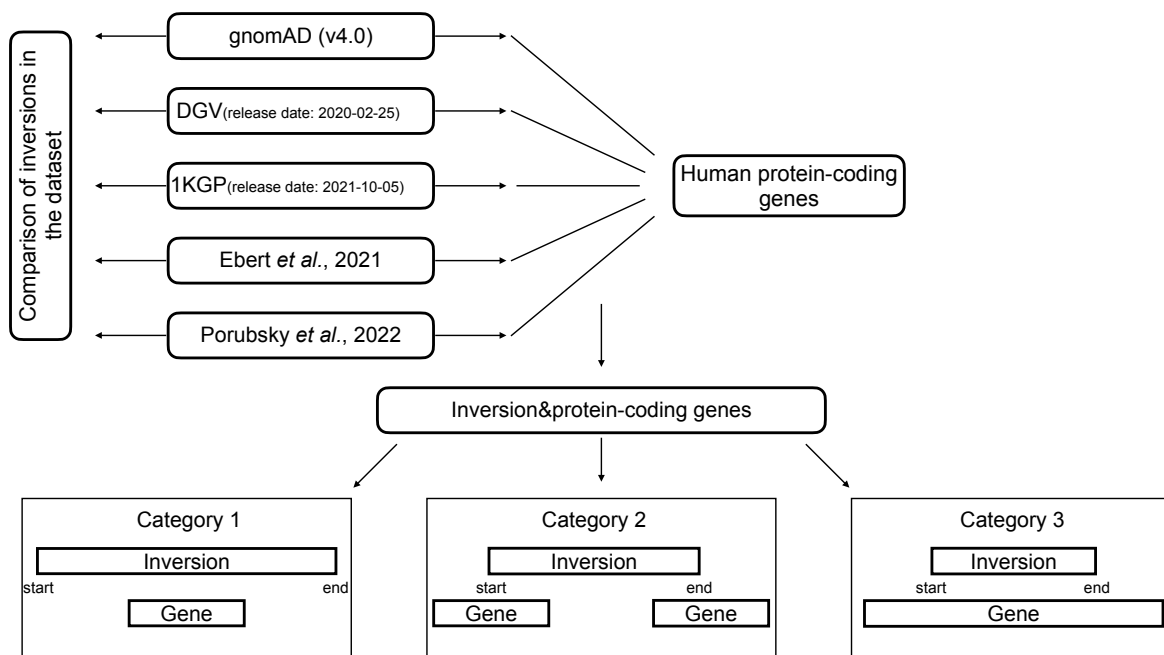 Comparison of inversions in
the dataset
gnomAD (v4.0)
DGV(release date: 2020-02-25)
1KGP(release date: 2021-10-05)
Ebert et al., 2021
Porubsky et al., 2022
Human protein-coding
genes
Inversion&protein-coding genes
Category 1
Inversion
start end
Gene
Category 2
Inversion
start end
Gene Gene
Category 3
Inversion
start end
Gene